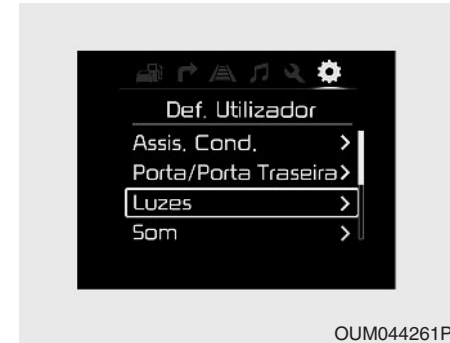 Def. Utilizador
Assis. Cond. >
Porta/Porta Traseira>
Luzes >
Som >
OUM044261P